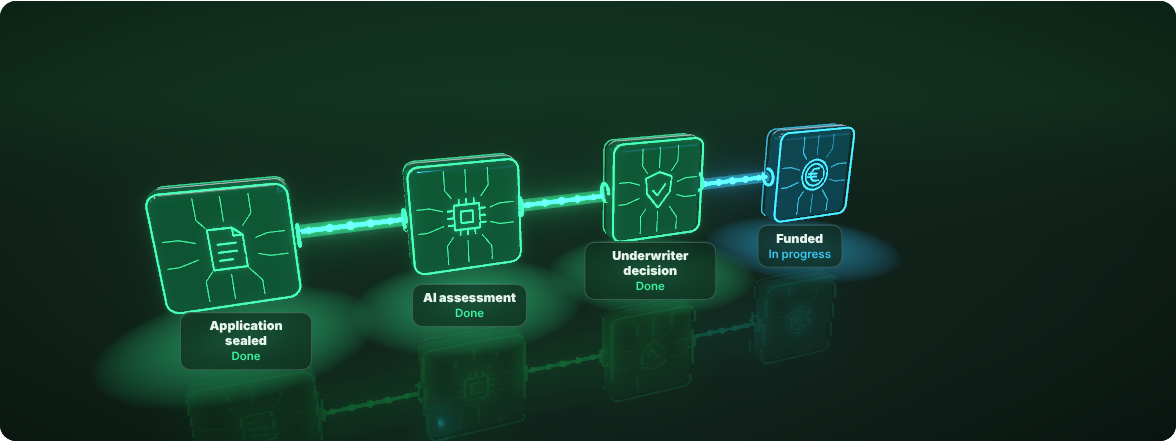 Application
sealed
Done
AI assessment
Done
Underwriter
decision
Done
€
Funded
In progress